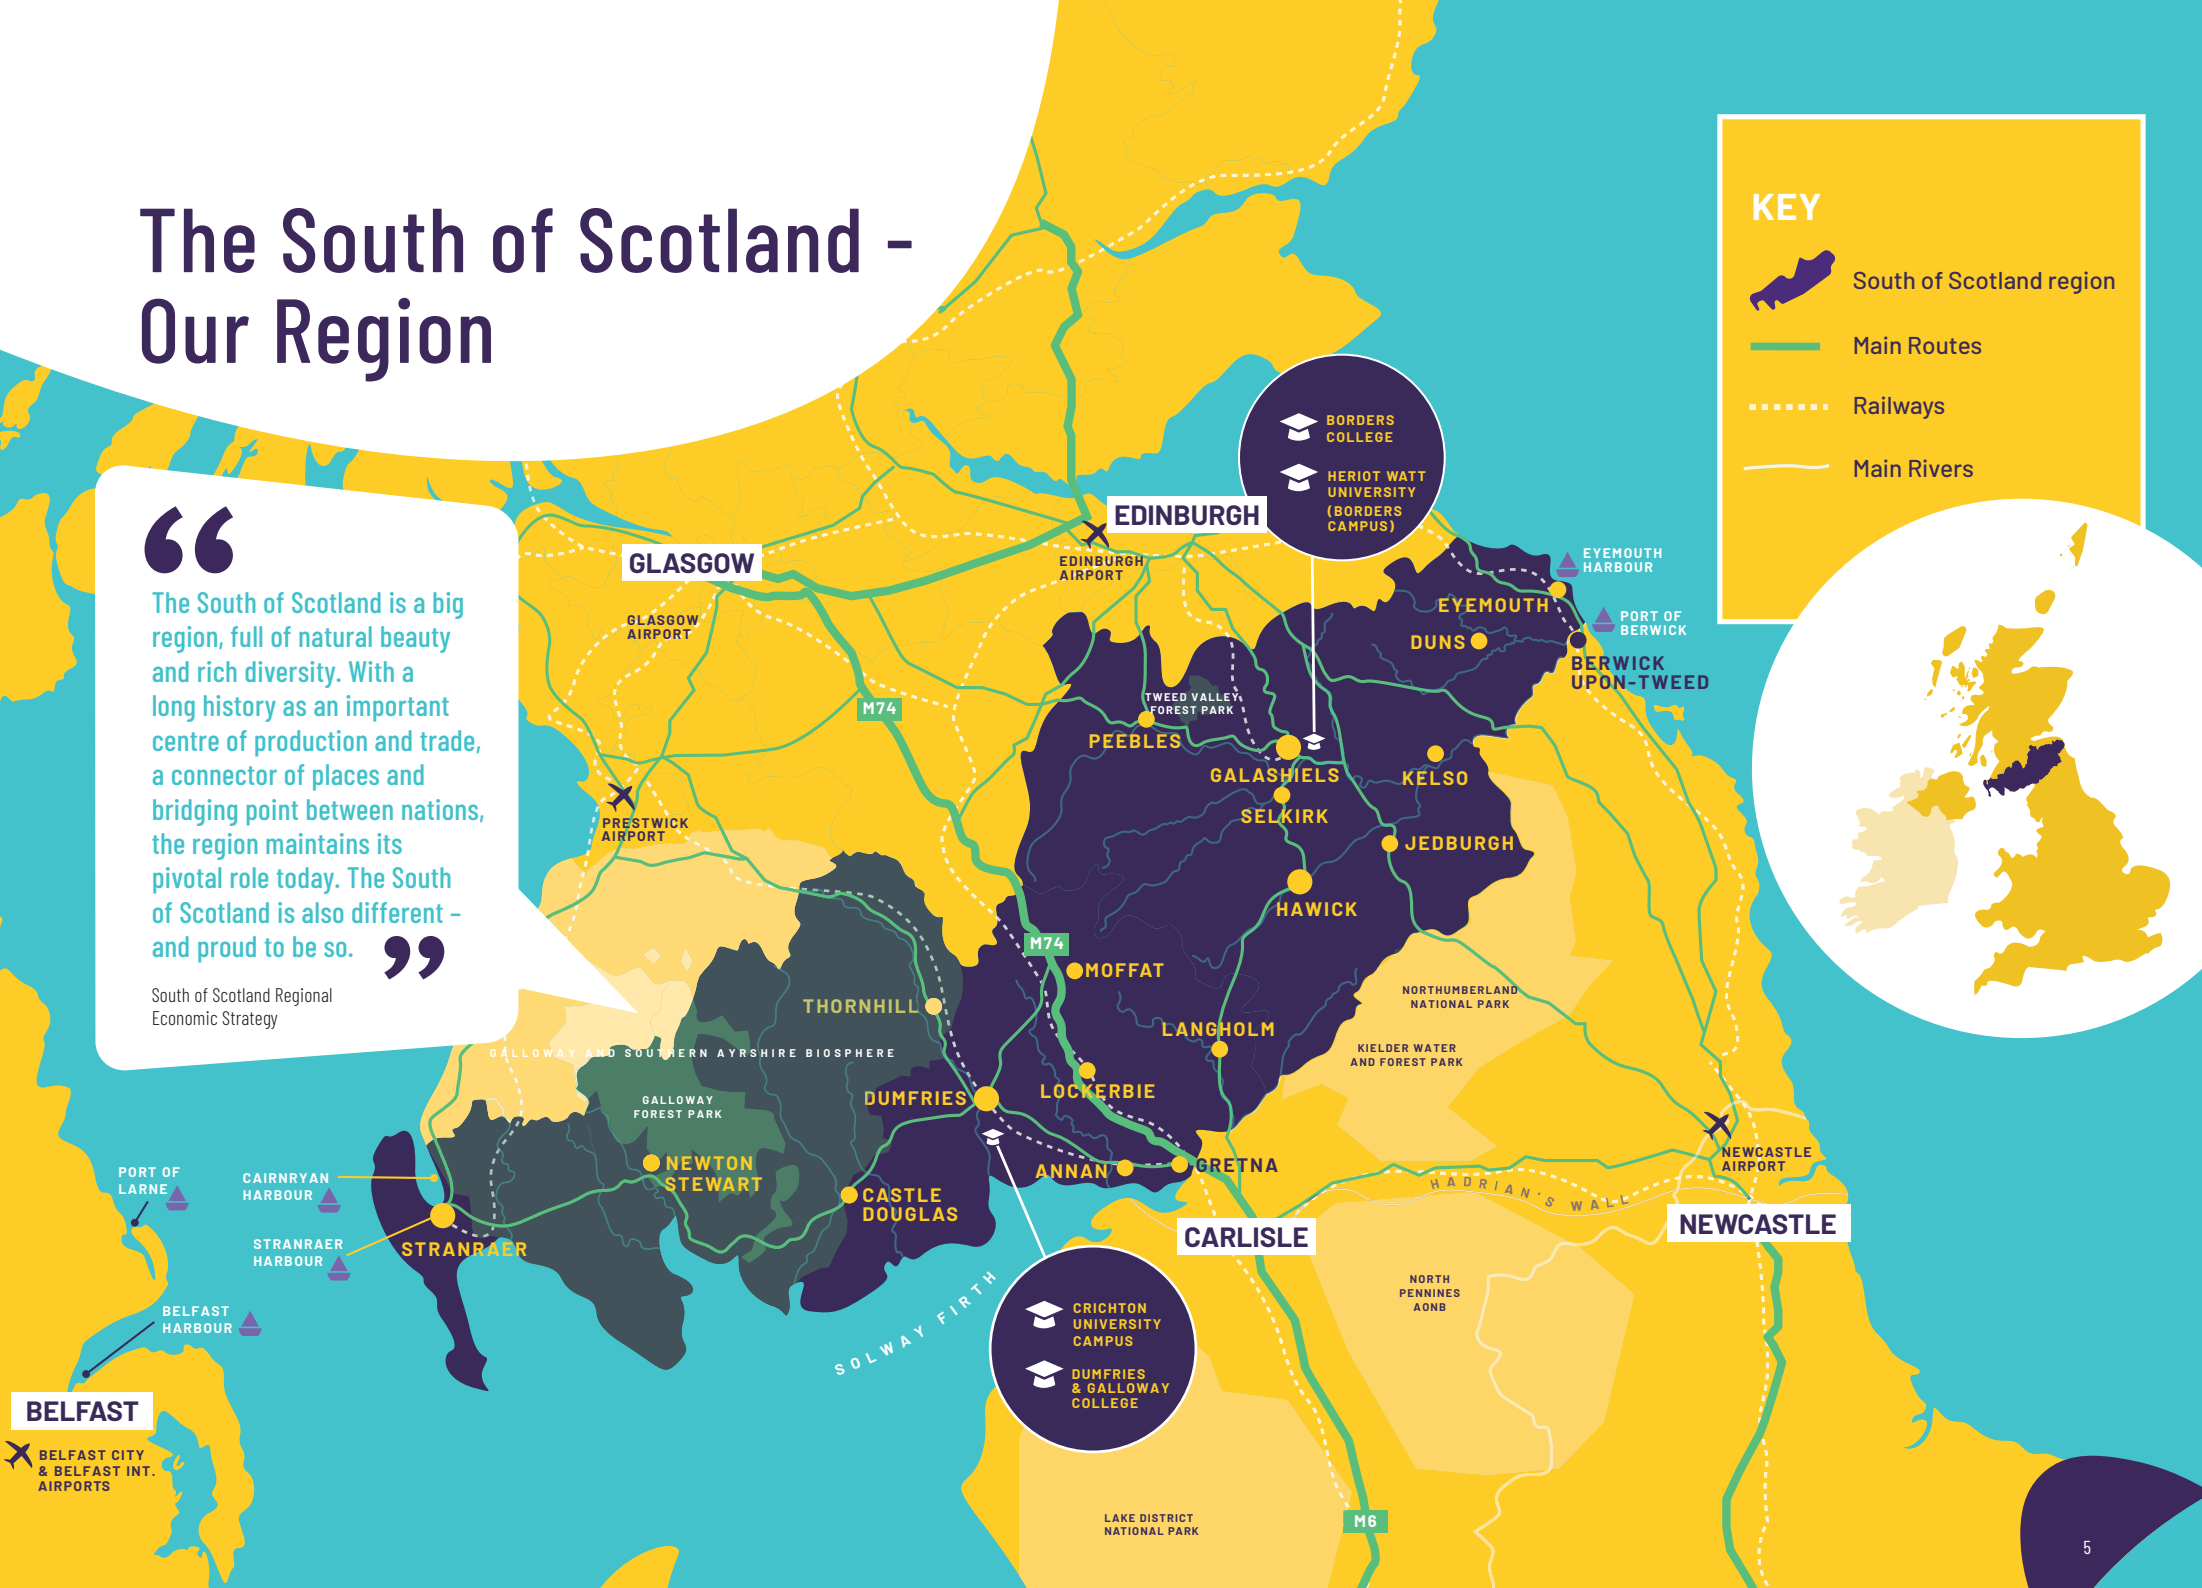 The South of Scotland -
Our Region
“
The South of Scotland is a big
region, full of natural beauty
and rich diversity. With a
long history as an important
centre of production and trade,
a connector of places and
bridging point between nations,
the region maintains its
pivotal role today. The South
of Scotland is also different –
and proud to be so. ”
South of Scotland Regional
Economic Strategy
KEY
South of Scotland region
Main Routes
Railways
Main Rivers
BORDERS
COLLEGE
HERIOT WATT
UNIVERSITY
(BORDERS
CAMPUS)
EDINBURGH
EDINBURGH
AIRPORT
GLASGOW
GLASGOW
AIRPORT
EYEMOUTH
HARBOUR
EYEMOUTH
PORT OF
BERWICK
DUNS
BERWICK
UPON-TWEED
M74
TWEED VALLEY
FOREST PARK
PEEBLES
GALASHIELS
KELSO
SELKIRK
PRESTWICK
AIRPORT
JEDBURGH
HAWICK
M74
MOFFAT
THORNHILL
NORTHUMBERLAND
NATIONAL PARK
LANGHOLM
KIELDER WATER
AND FOREST PARK
GALLOWAY AND SOUTHERN AYRSHIRE BIOSPHERE
LOCKERBIE
DUMFRIES
GALLOWAY
FOREST PARK
NEWTON
STEWART
ANNAN
GRETNA
NEWCASTLE
AIRPORT
HADRIAN'S WALL
PORT OF
LARNE
CAIRNRYAN
HARBOUR
CASTLE
DOUGLAS
STRANRAER
HARBOUR
STRANRAER
CARLISLE
NEWCASTLE
BELFAST
HARBOUR
SOLWAY FIRTH
NORTH
PENNINES
AONB
CRICHTON
UNIVERSITY
CAMPUS
DUMFRIES
& GALLOWAY
COLLEGE
BELFAST
BELFAST CITY
& BELFAST INT.
AIRPORTS
LAKE DISTRICT
NATIONAL PARK
M6
5